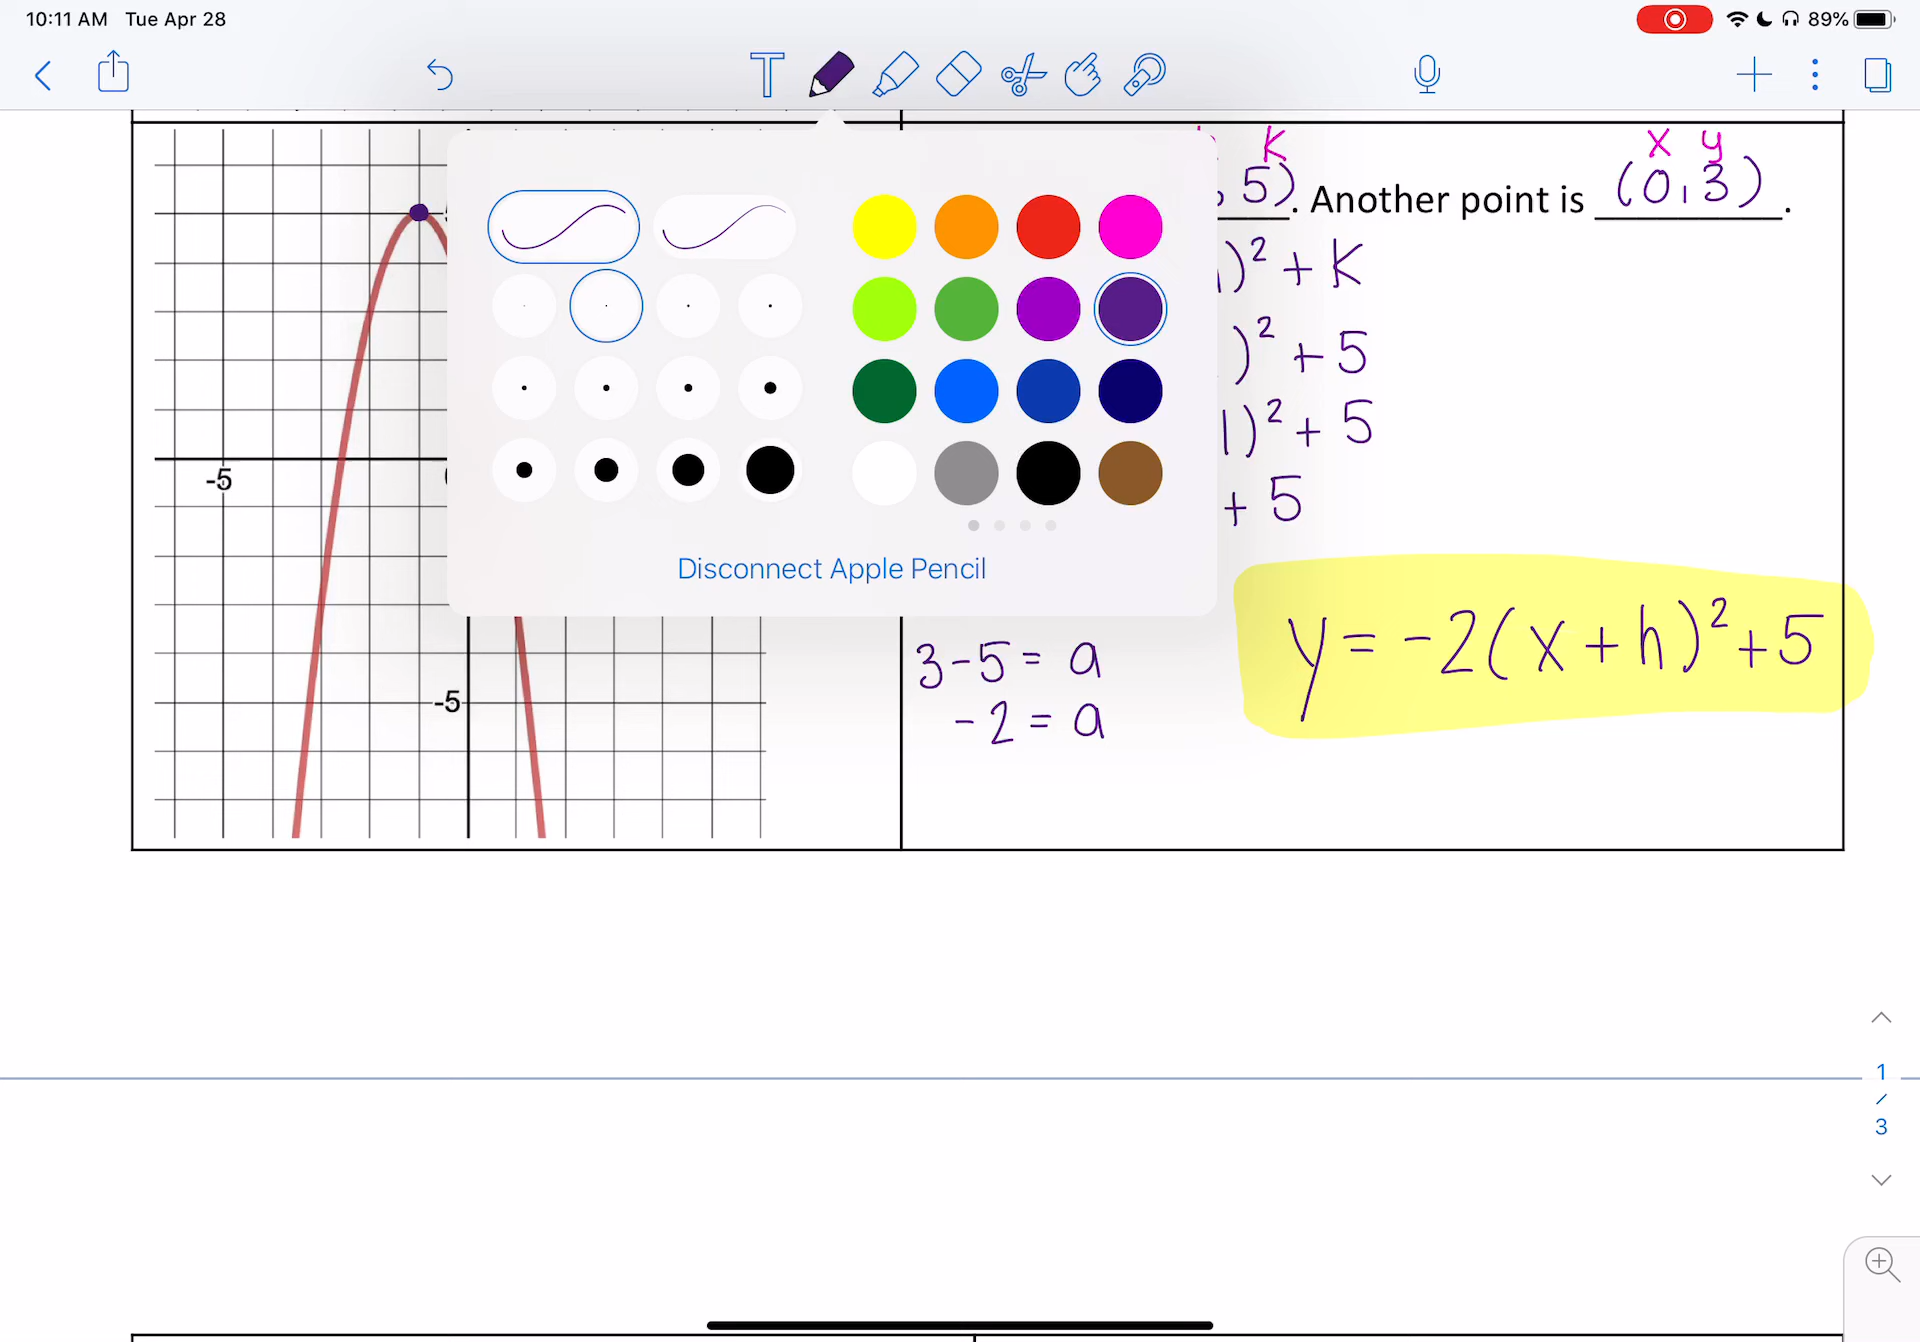 10:11 AM Tue Apr 28
89%
T
K
x y
, 5). Another point is (0,3).
)² + K
)² + 5
1)² + 5
+ 5
-5
-5
Disconnect Apple Pencil
3-5 = a
-2 = a
y = -2(x+h)²+5
1
/
3